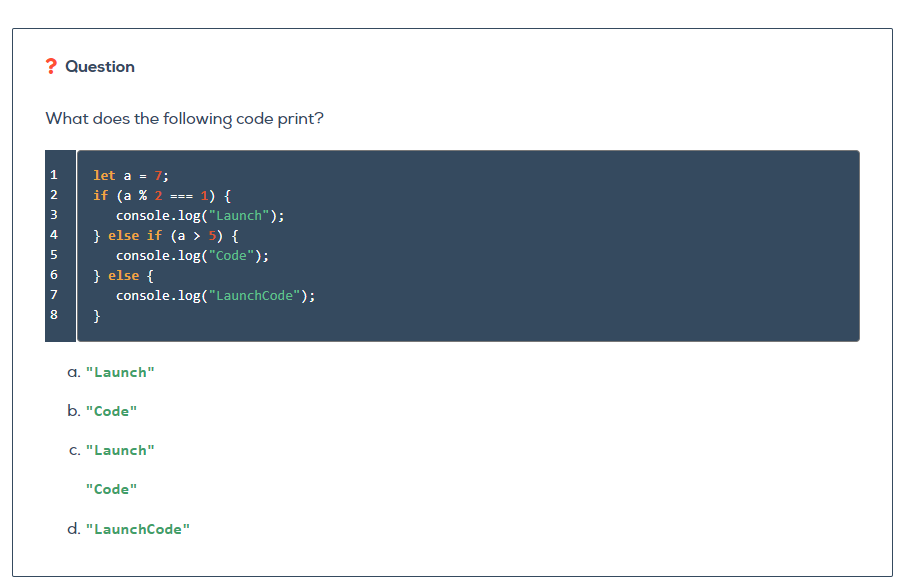 ? Question
What does the following code print?
1 let a = 7;
2 if (a % 2 === 1) {
3    console.log("Launch");
4 } else if (a > 5) {
5    console.log("Code");
6 } else {
7    console.log("LaunchCode");
8 }
a. "Launch"
b. "Code"
c. "Launch"
"Code"
d. "LaunchCode"